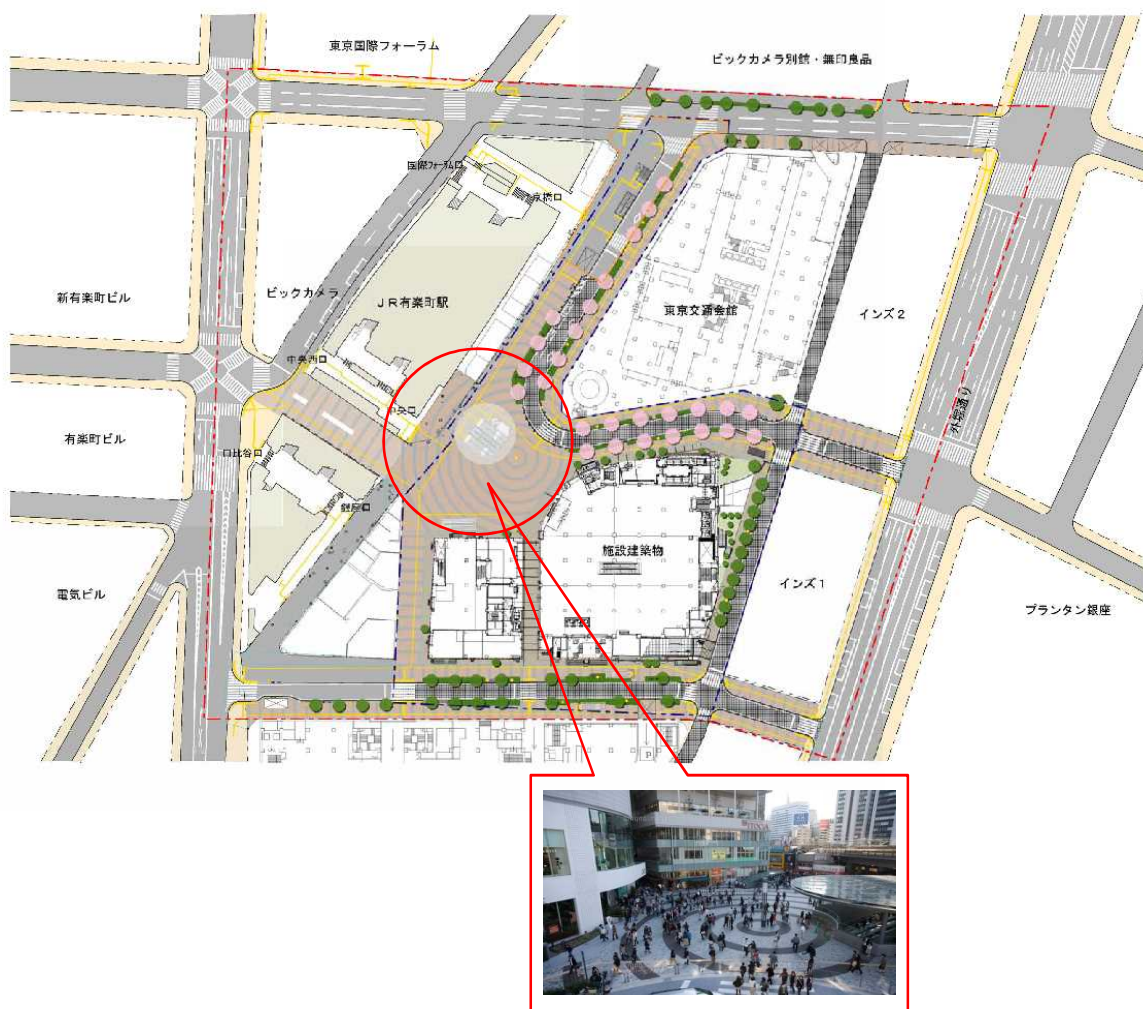 東京国際フォーラム
ビックカメラ別館・無印良品
国際フォーラム口
京橋口
新有楽町ビル
ビックカメラ
JR有楽町駅
東京交通会館
インズ2
中央西口
中央口
外堀通り
有楽町ビル
日比谷口
銀座口
施設建築物
インズ1
電気ビル
プランタン銀座
P